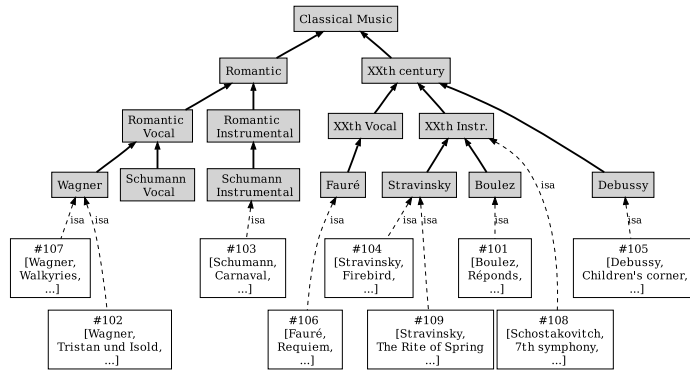 Classical Music
Romantic
XXth century
Romantic
Vocal
Romantic
Instrumental
XXth Vocal
XXth Instr.
Wagner
Schumann
Vocal
Schumann
Instrumental
Fauré
Stravinsky
Boulez
Debussy
isa
isa
isa
isa
isa
isa
isa
isa
isa
#107
[Wagner,
Walkyries,
...]
#103
[Schumann,
Carnaval,
...]
#104
[Stravinsky,
Firebird,
...]
#101
[Boulez,
Réponds,
...]
#105
[Debussy,
Children's corner,
...]
#102
[Wagner,
Tristan und Isold,
...]
#106
[Fauré,
Requiem,
...]
#109
[Stravinsky,
The Rite of Spring
...]
#108
[Schostakovitch,
7th symphony,
...]